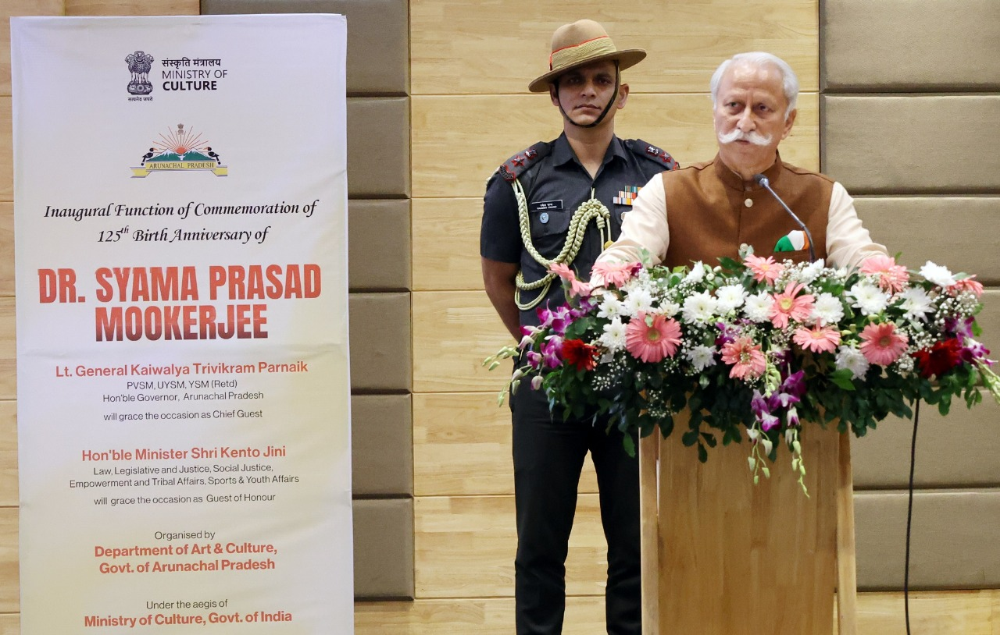 संस्कृति मंत्रालय
MINISTRY OF
CULTURE
सत्यमेव जयते
ARUNACHAL PRADESH
Inaugural Function of Commemoration of
125th Birth Anniversary of
DR. SYAMA PRASAD
MOOKERJEE
Lt. General Kaiwalya Trivikram Parnaik
PVSM, UYSM, YSM (Retd)
Hon'ble Governor, Arunachal Pradesh
will grace the occasion as Chief Guest
Hon'ble Minister Shri Kento Jini
Law, Legislative and Justice, Social Justice,
Empowerment and Tribal Affairs, Sports & Youth Affairs
will grace the occasion as Guest of Honour
Organised by
Department of Art & Culture,
Govt. of Arunachal Pradesh
Under the aegis of
Ministry of Culture, Govt. of India